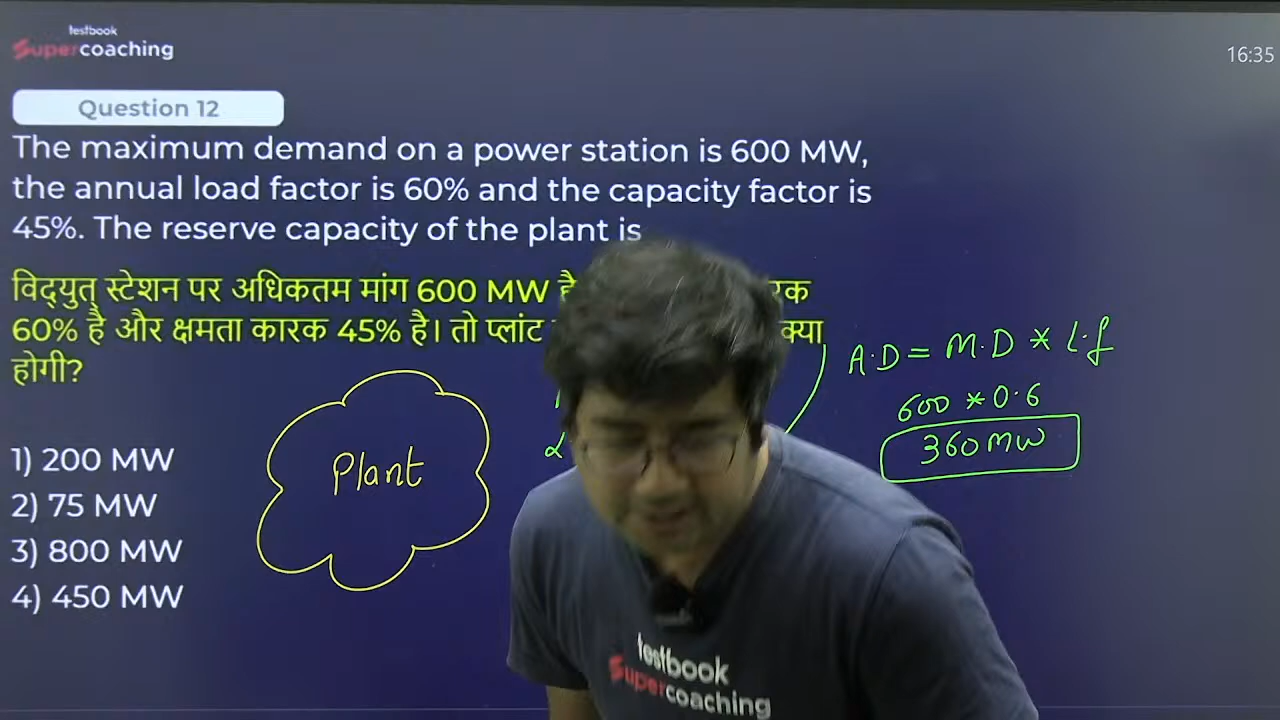 testbook
Supercoaching
16:35
Question 12
The maximum demand on a power station is 600 MW,
the annual load factor is 60% and the capacity factor is
45%. The reserve capacity of the plant is
विद्युत् स्टेशन पर अधिकतम मांग 600 MW है
60% है और क्षमता कारक 45% है। तो प्लांट
क्या
होगी?
A.D = M.D * L.f
600 * 0.6
360 MW
Plant
1) 200 MW
2) 75 MW
3) 800 MW
4) 450 MW
testbook
Supercoaching